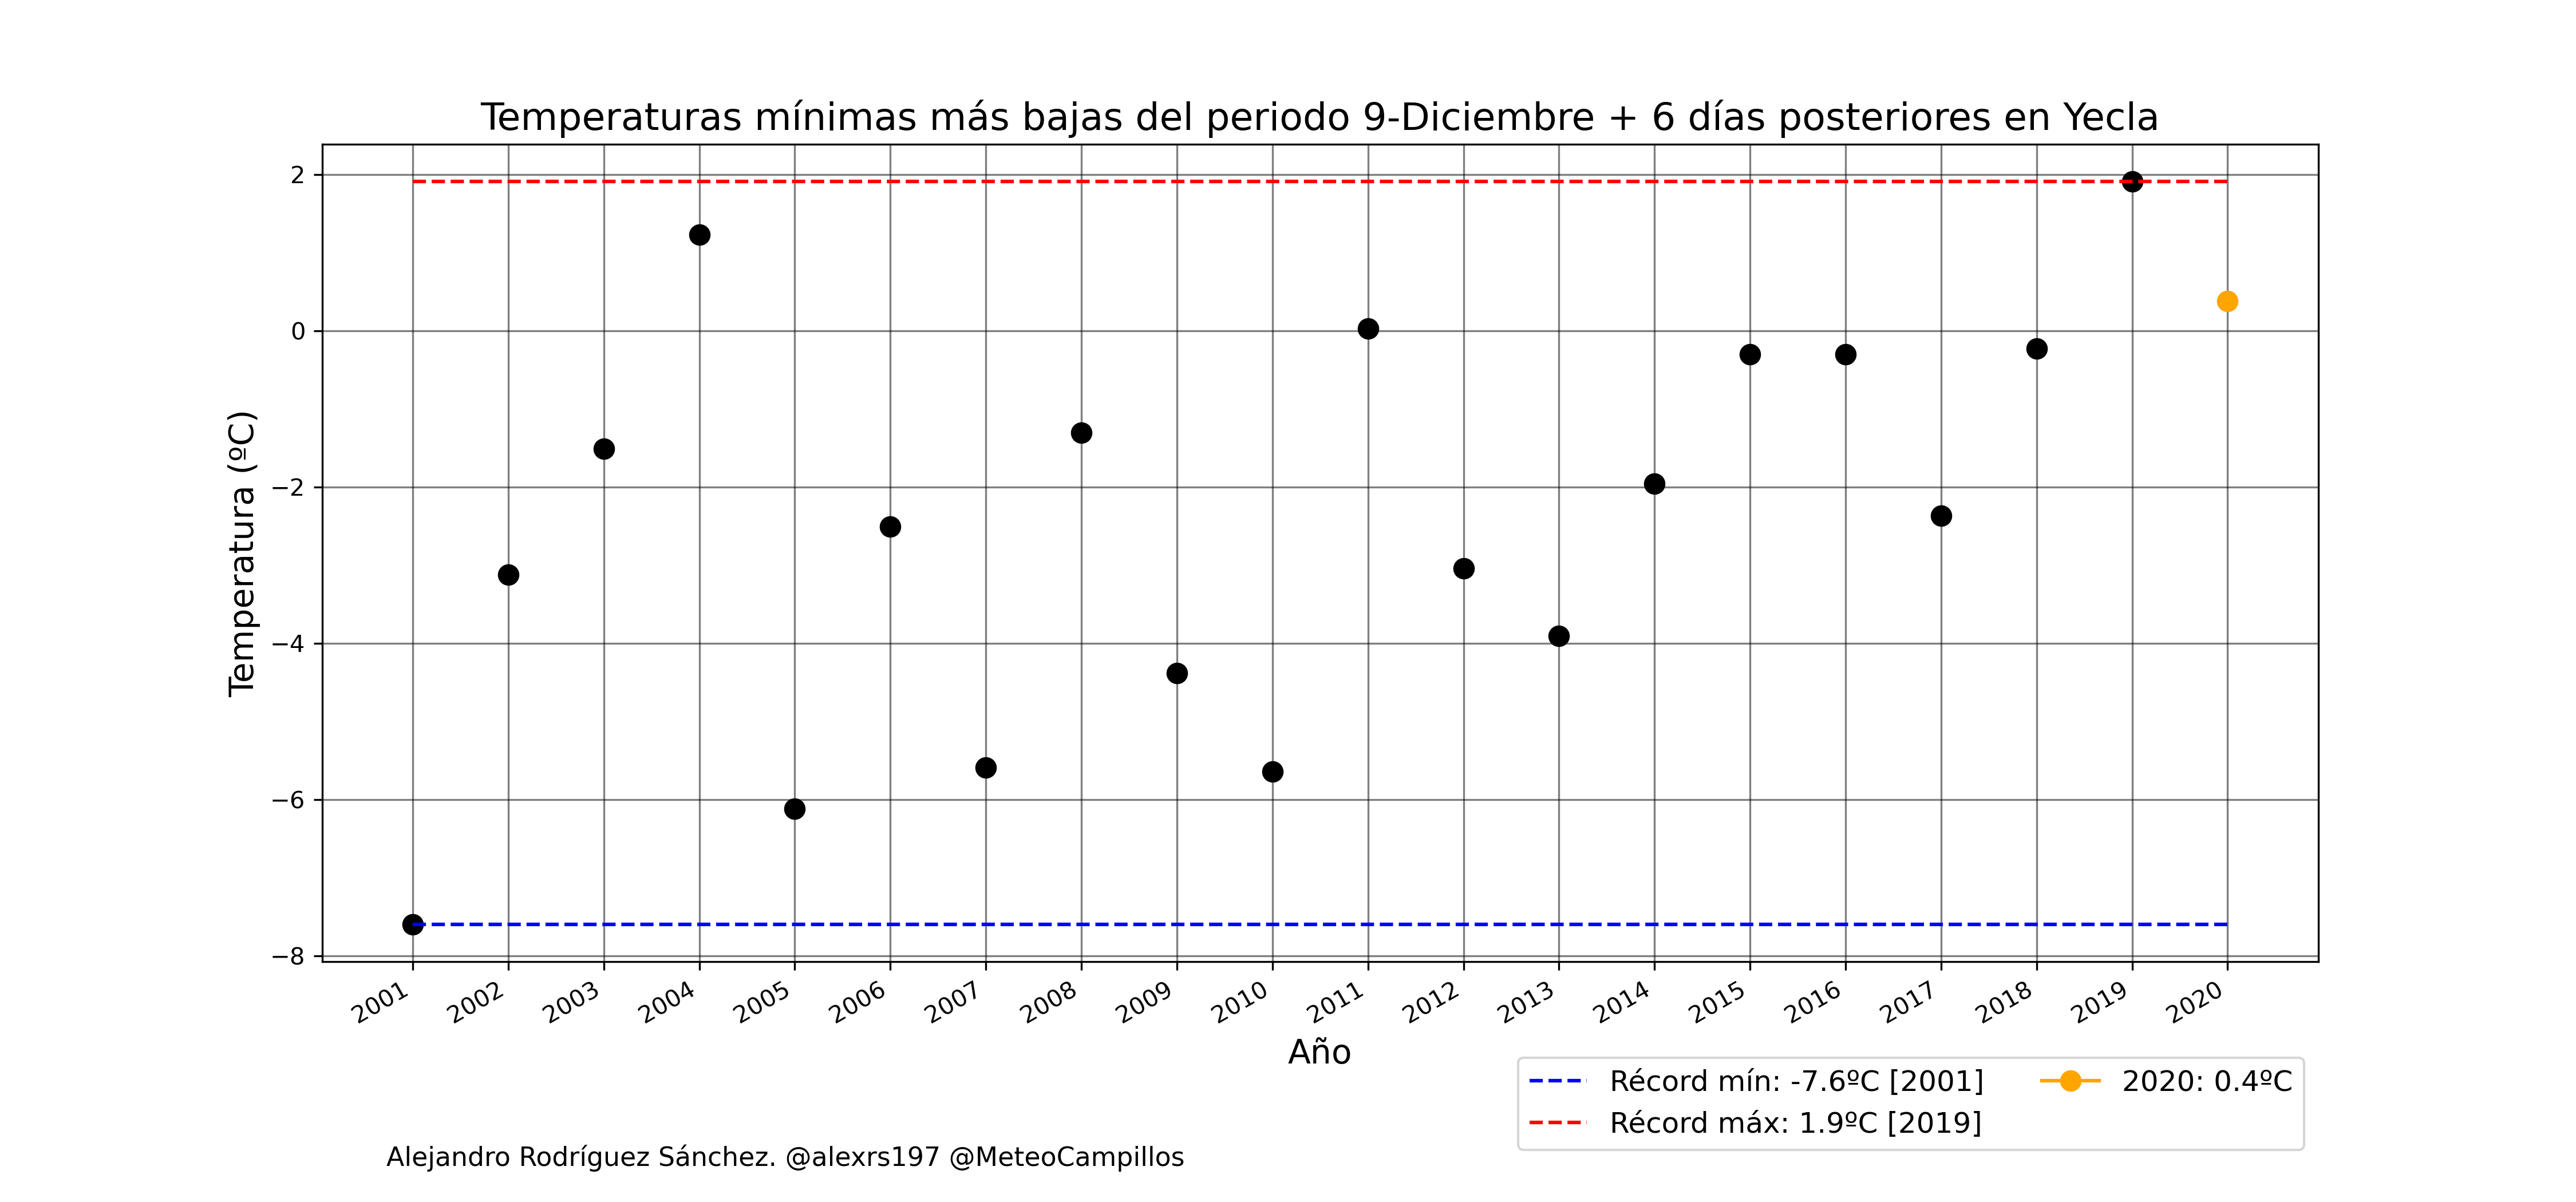 Temperaturas mínimas más bajas del periodo 9-Diciembre + 6 días posteriores en Yecla
Temperatura (ºC)
2
0
−2
−4
−6
−8
2001 2002 2003 2004 2005 2006 2007 2008 2009 2010 2011 2012 2013 2014 2015 2016 2017 2018 2019 2020
Año
Récord mín: -7.6ºC [2001]
Récord máx: 1.9ºC [2019]
2020: 0.4ºC
Alejandro Rodríguez Sánchez. @alexrs197 @MeteoCampillos